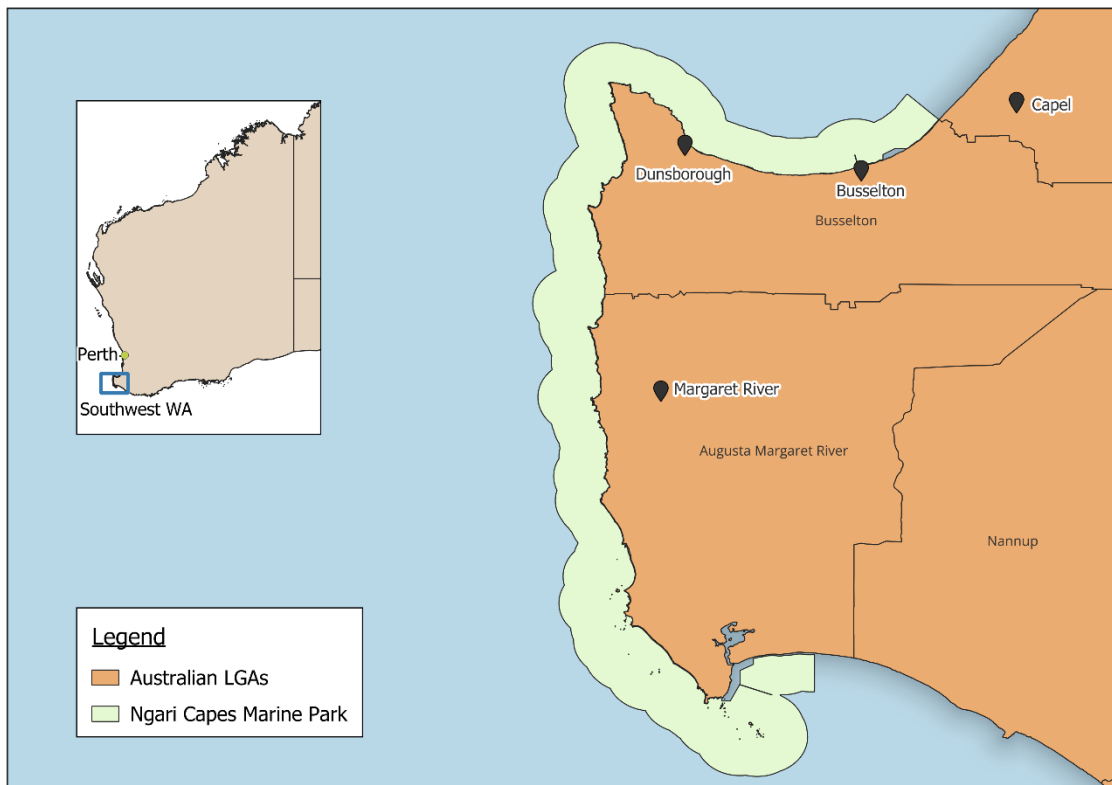 Capel
Dunsborough
Busselton
Busselton
Perth
Southwest WA
Margaret River
Augusta Margaret River
Nannup
Legend
Australian LGAs
Ngari Capes Marine Park